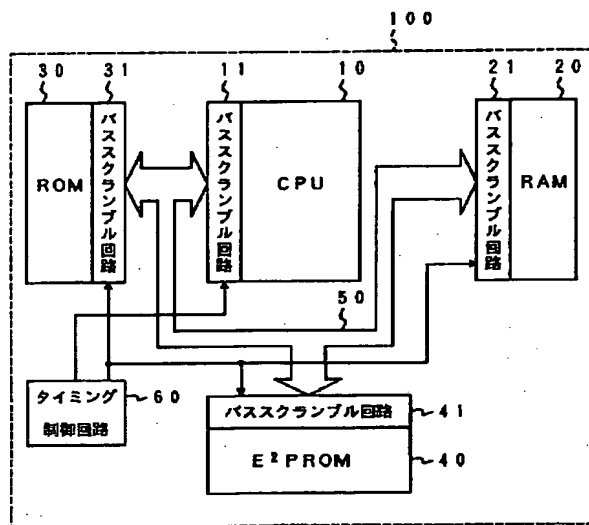 100
30 31 11 10 21 20
ROM
バススクランブル回路
バススクランブル回路
CPU
バススクランブル回路
RAM
50
タイミング
制御回路
60
バススクランブル回路
41
E²PROM
40